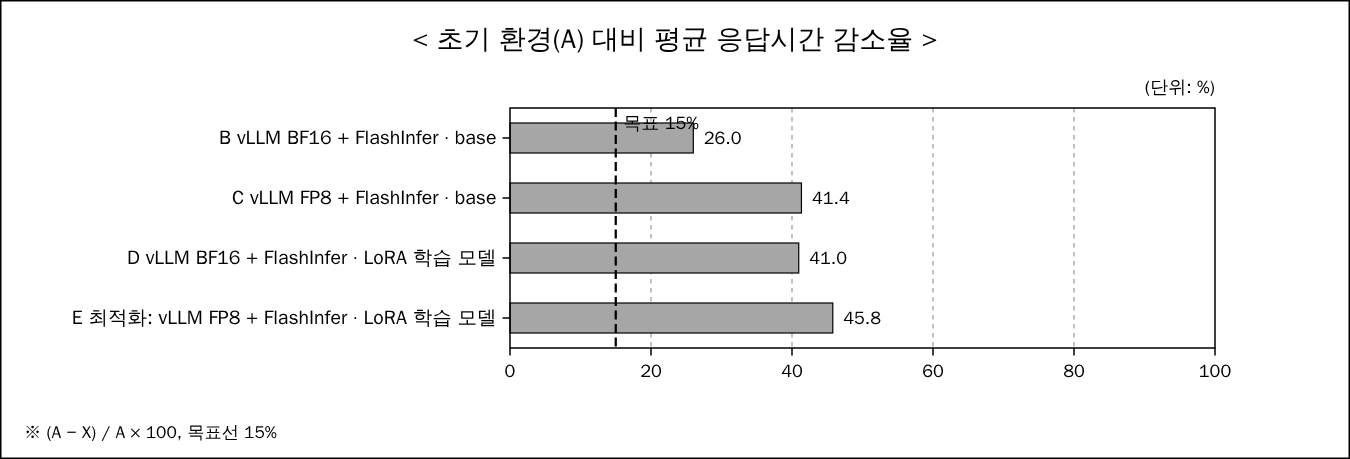 < 초기 환경(A) 대비 평균 응답시간 감소율 >
(단위: %)
목표 15%
B vLLM BF16 + FlashInfer · base 26.0
C vLLM FP8 + FlashInfer · base 41.4
D vLLM BF16 + FlashInfer · LoRA 학습 모델 41.0
E 최적화: vLLM FP8 + FlashInfer · LoRA 학습 모델 45.8
0 20 40 60 80 100
※ (A − X) / A × 100, 목표선 15%